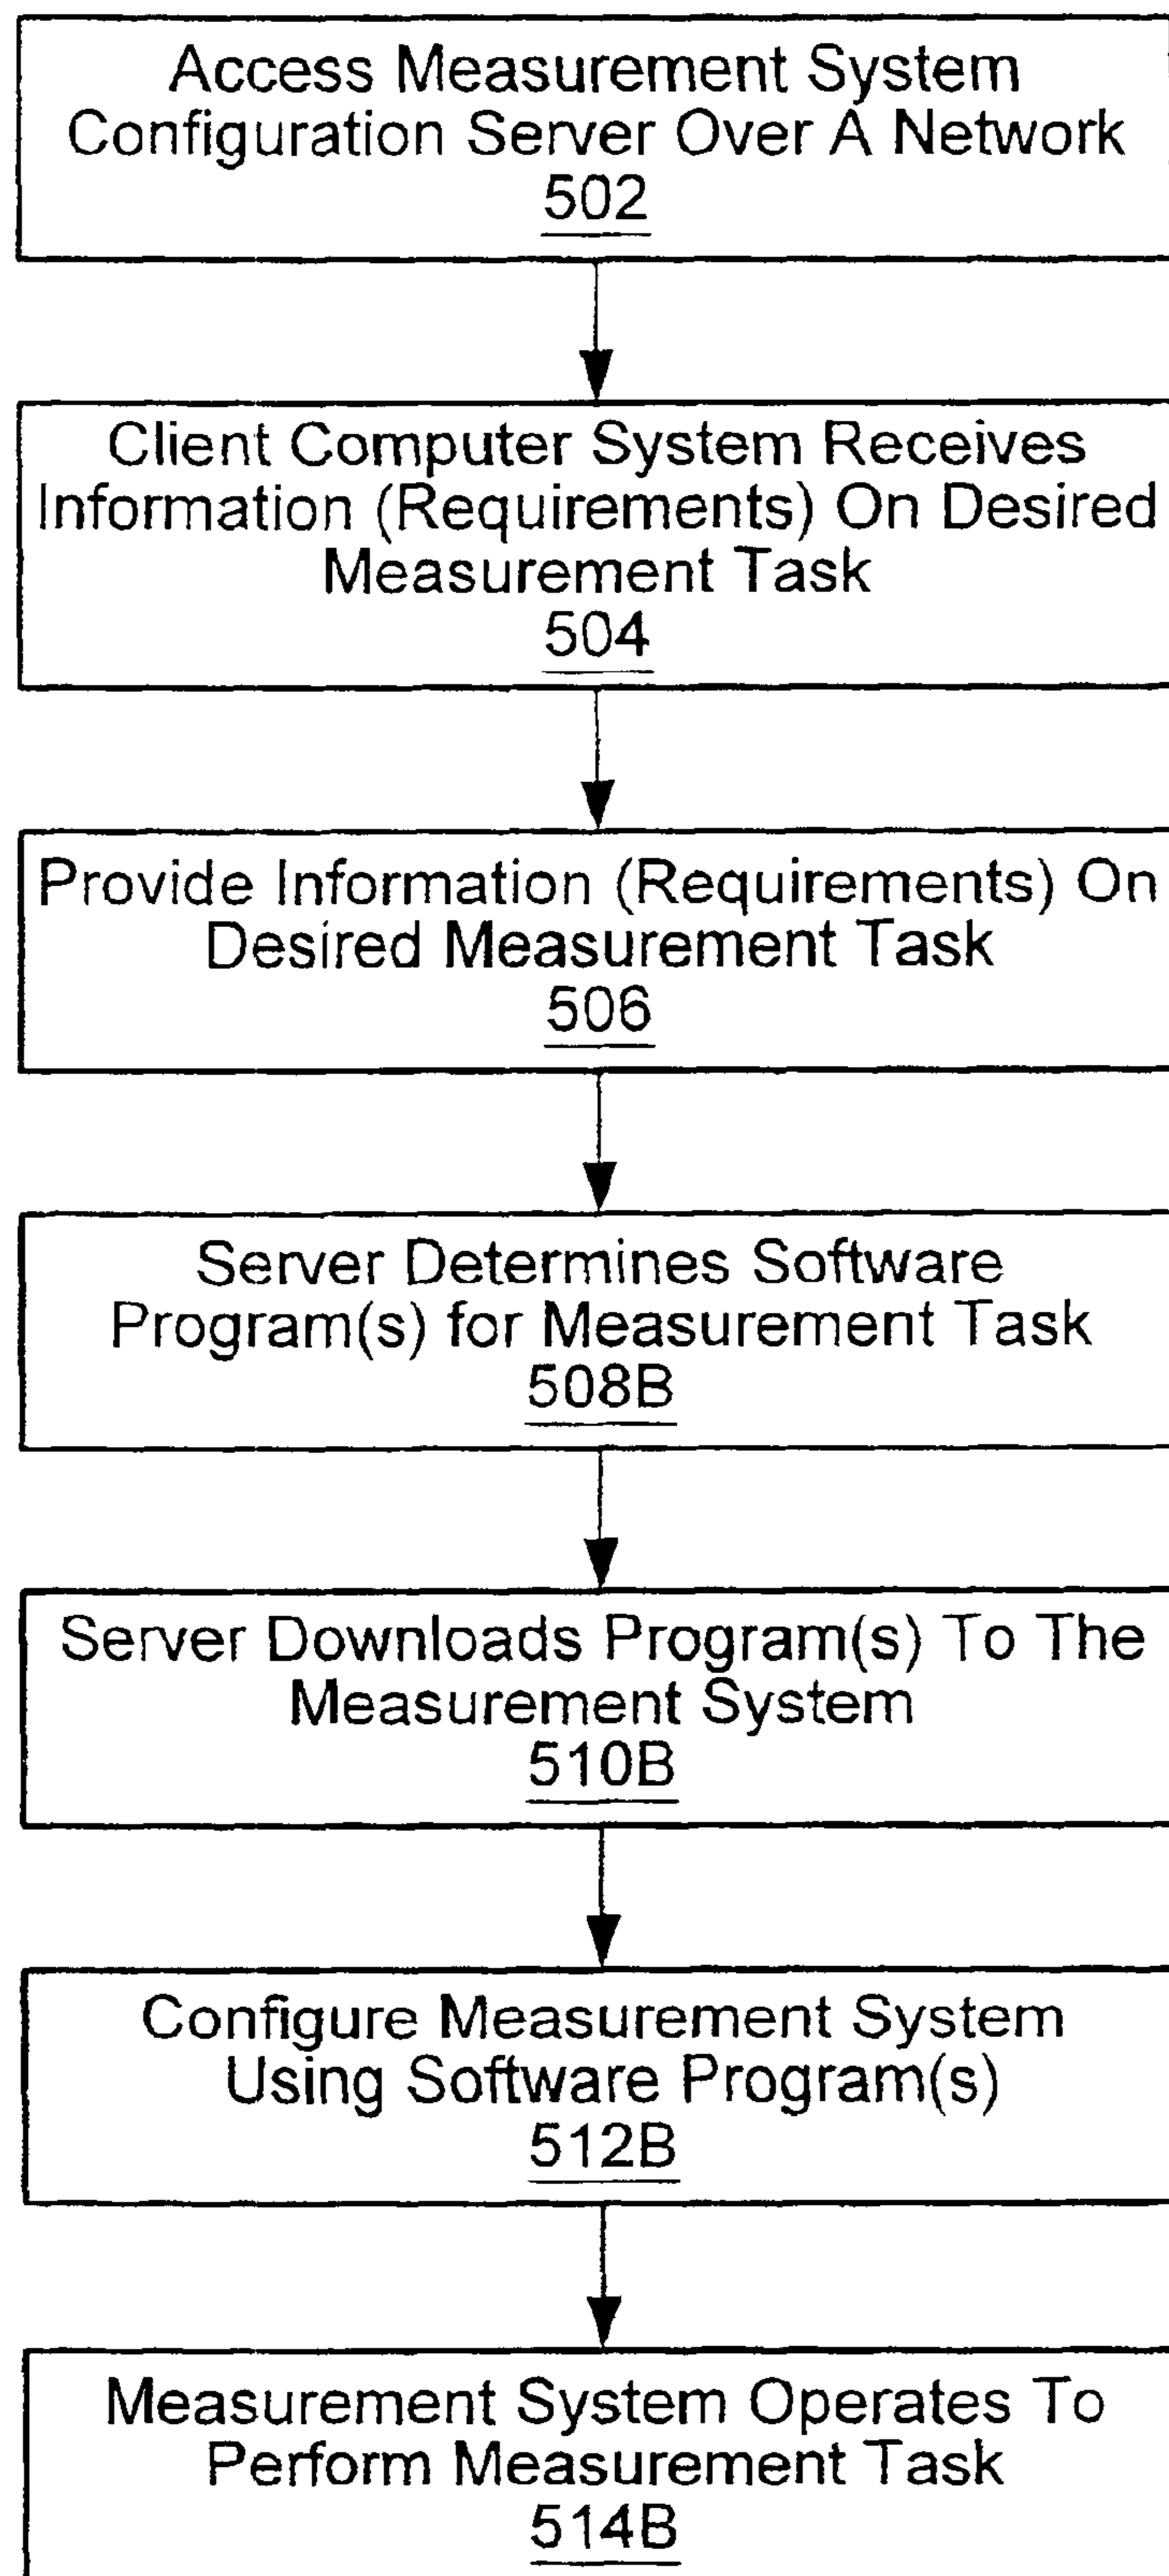 Access Measurement System
Configuration Server Over A Network
502
Client Computer System Receives
Information (Requirements) On Desired
Measurement Task
504
Provide Information (Requirements) On
Desired Measurement Task
506
Server Determines Software
Program(s) for Measurement Task
508B
Server Downloads Program(s) To The
Measurement System
510B
Configure Measurement System
Using Software Program(s)
512B
Measurement System Operates To
Perform Measurement Task
514B